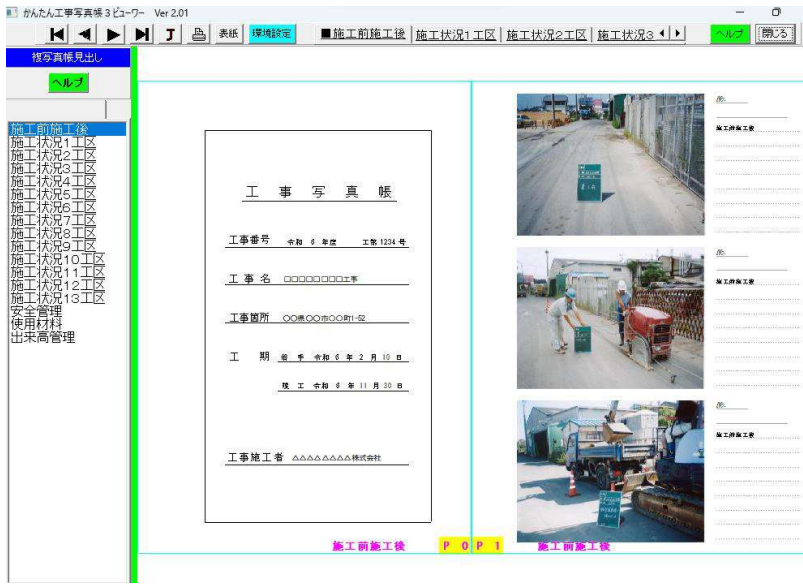 かんたん工事写真帳3ビューワー Ver 2.01
J 表紙 環境設定 ■施工前施工後 施工状況1工区 施工状況2工区 施工状況3 ヘルプ 閉じる
複写真帳見出し
ヘルプ
施工前施工後
施工状況1工区
施工状況2工区
施工状況3工区
施工状況4工区
施工状況5工区
施工状況6工区
施工状況7工区
施工状況8工区
施工状況9工区
施工状況10工区
施工状況11工区
施工状況12工区
施工状況13工区
安全管理
使用材料
出来高管理
工事写真帳
工事番号 令和 6 年度 工第 1234 号
工事名 □□□□□□□□工事
工事箇所 〇〇県〇〇市〇〇町1-52
工期 着手 令和 6 年 2 月 10 日
竣工 令和 6 年 11 月 30 日
工事施工者 △△△△△△△△株式会社
施工前施工後 P 0
No.
施工前施工後
No.
施工前施工後
No.
施工前施工後
P 1 施工前施工後